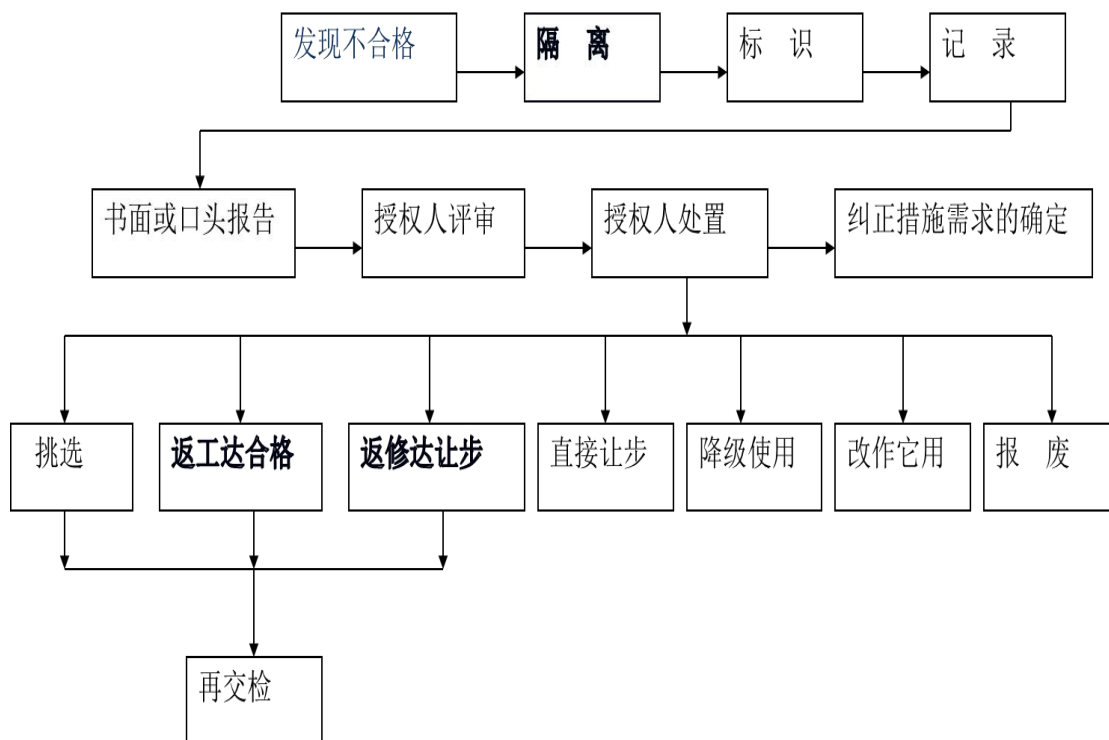 发现不合格
隔 离
标 识
记 录
书面或口头报告
授权人评审
授权人处置
纠正措施需求的确定
挑选
返工达合格
返修达让步
直接让步
降级使用
改作它用
报 废
再交检